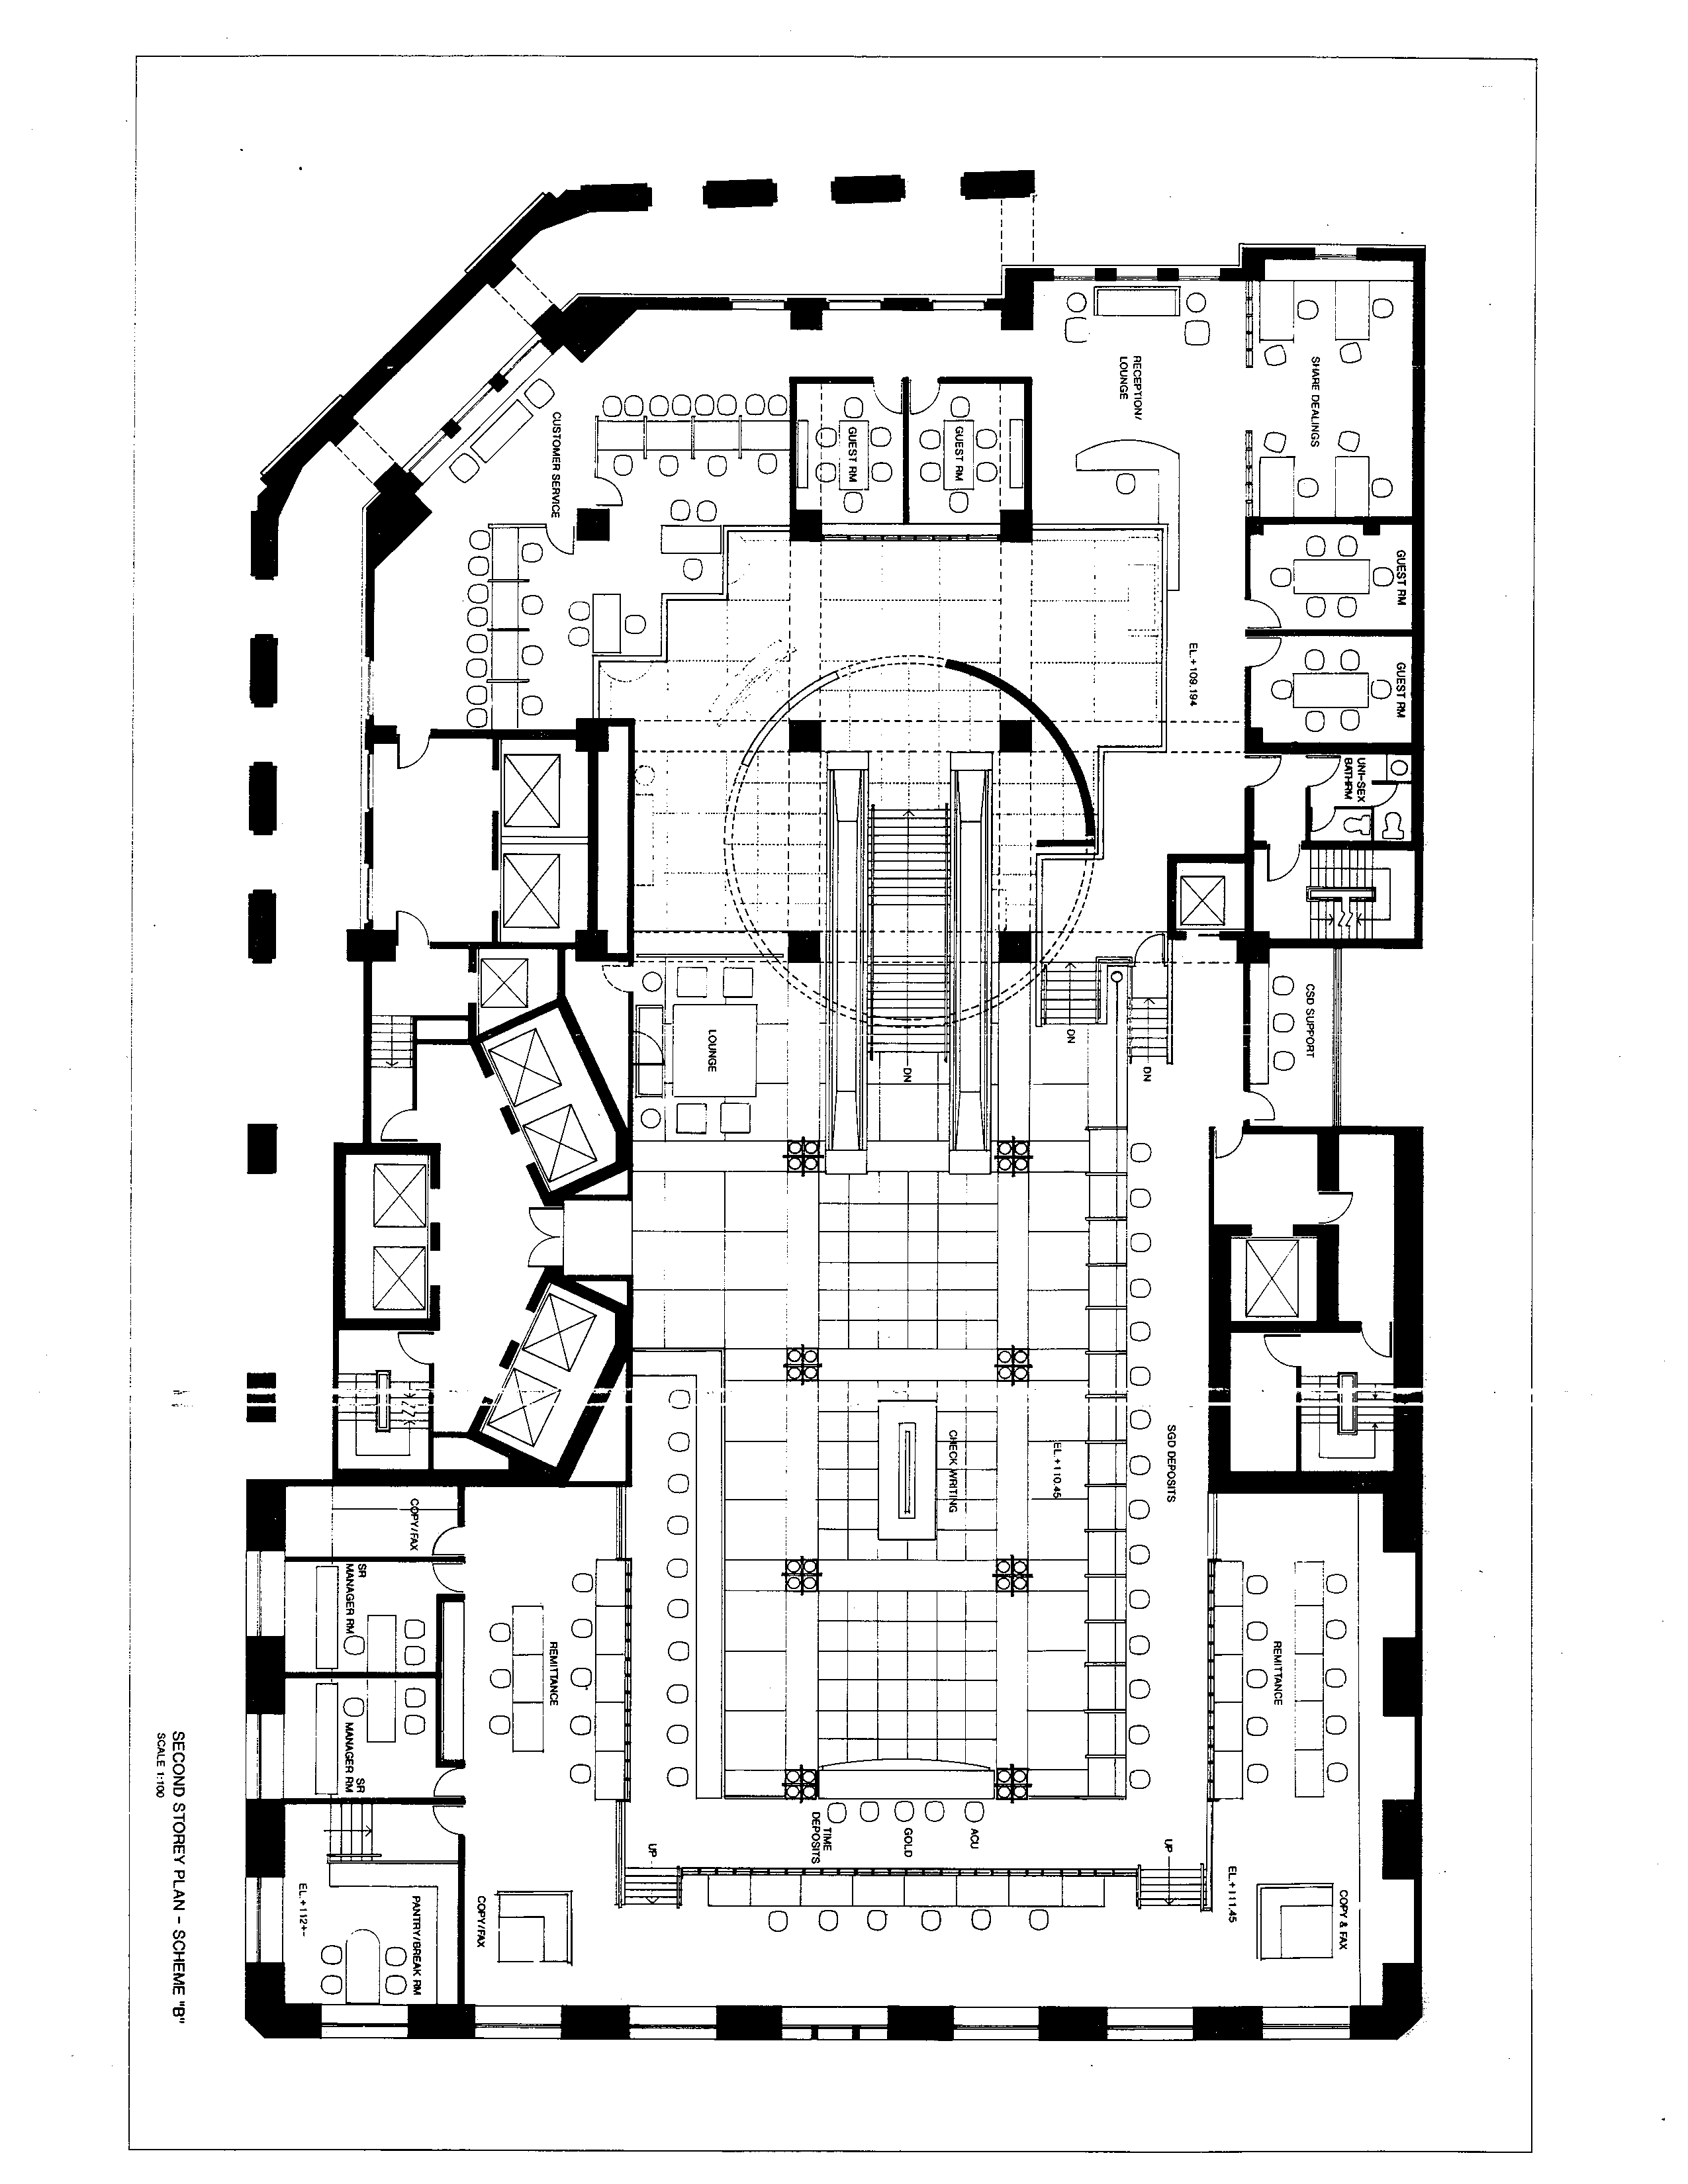 RECEPTION/
LOUNGE
SHARE DEALINGS
CUSTOMER SERVICE
GUEST RM
GUEST RM
GUEST RM
GUEST RM
EL.+109.194
UNI-SEX
BATHRM
CSD SUPPORT
LOUNGE
DN
DN
DN
CHECK WRITING
EL.+110.45
SGD DEPOSITS
COPY/FAX
SR
MANAGER RM
SR
MANAGER RM
REMITTANCE
REMITTANCE
TIME
DEPOSITS
GOLD
ACU
UP
UP
EL.+111.45
COPY & FAX
COPY/FAX
PANTRY/BREAK RM
EL.+112+-
SECOND STOREY PLAN - SCHEME "B"
SCALE 1:100